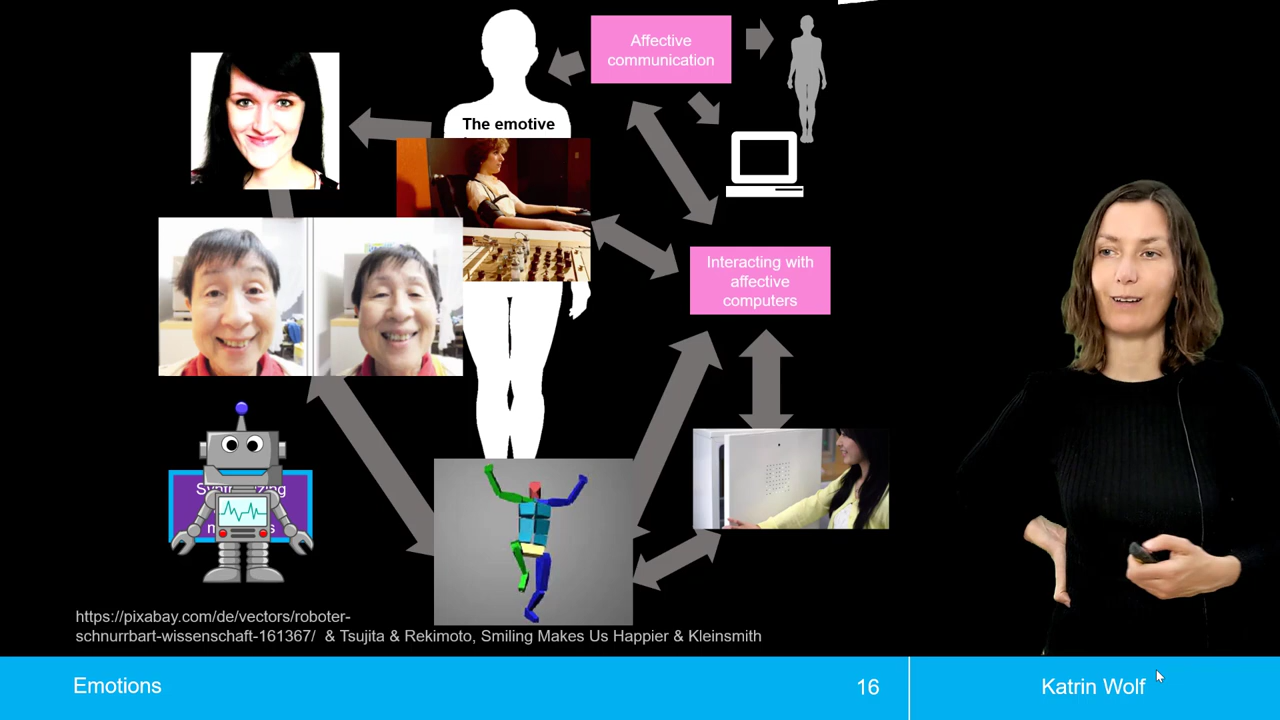 Affective
communication
The emotive
Interacting with
affective
computers
https://pixabay.com/de/vectors/roboter-
schnurrbart-wissenschaft-161367/ & Tsujita & Rekimoto, Smiling Makes Us Happier & Kleinsmith
Emotions
16
Katrin Wolf